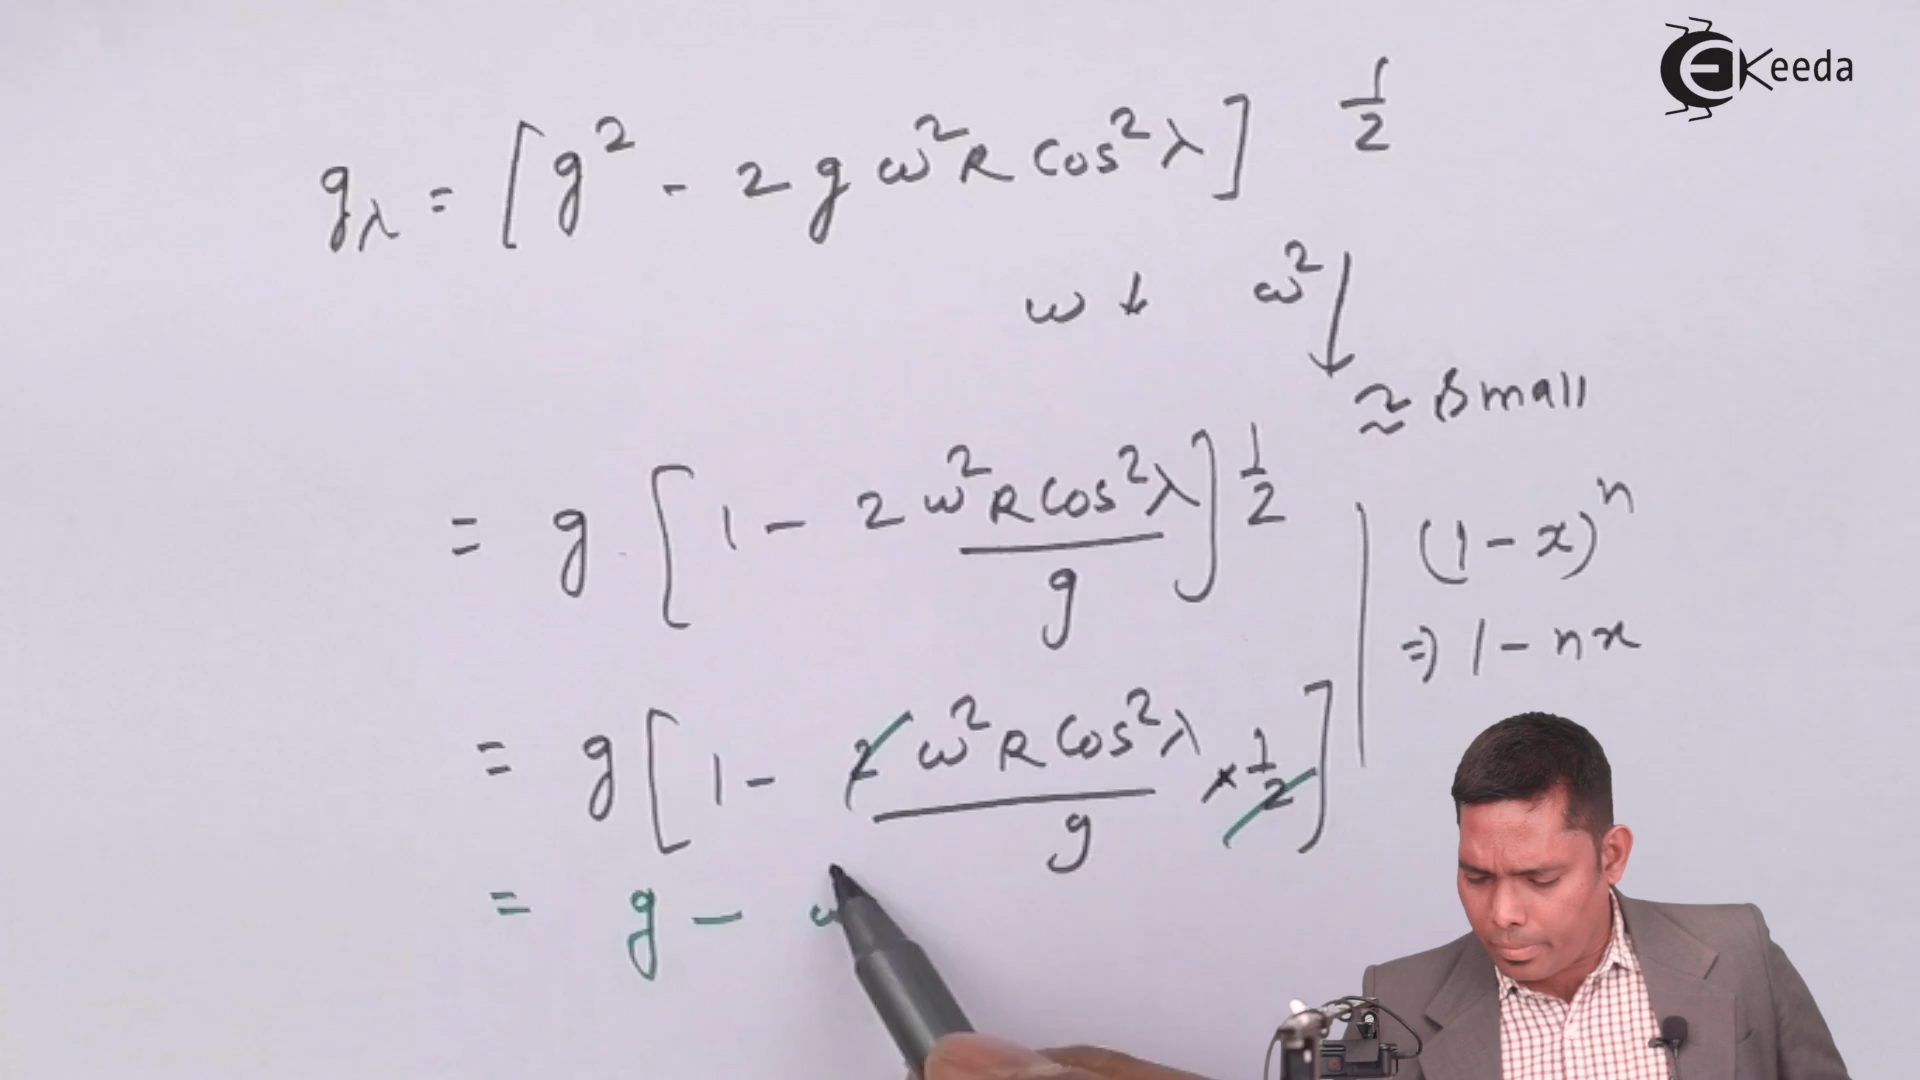 EKeeda
gλ = [g² - 2gω²R Cos²λ]^1/2
ω ↓ ω² ↓
≈ Small
= g [1 - 2ω²R Cos²λ / g]^1/2
(1-x)^n
⇒ 1-nx
= g [1 - 2ω²R Cos²λ / g × 1/2]
= g - ω